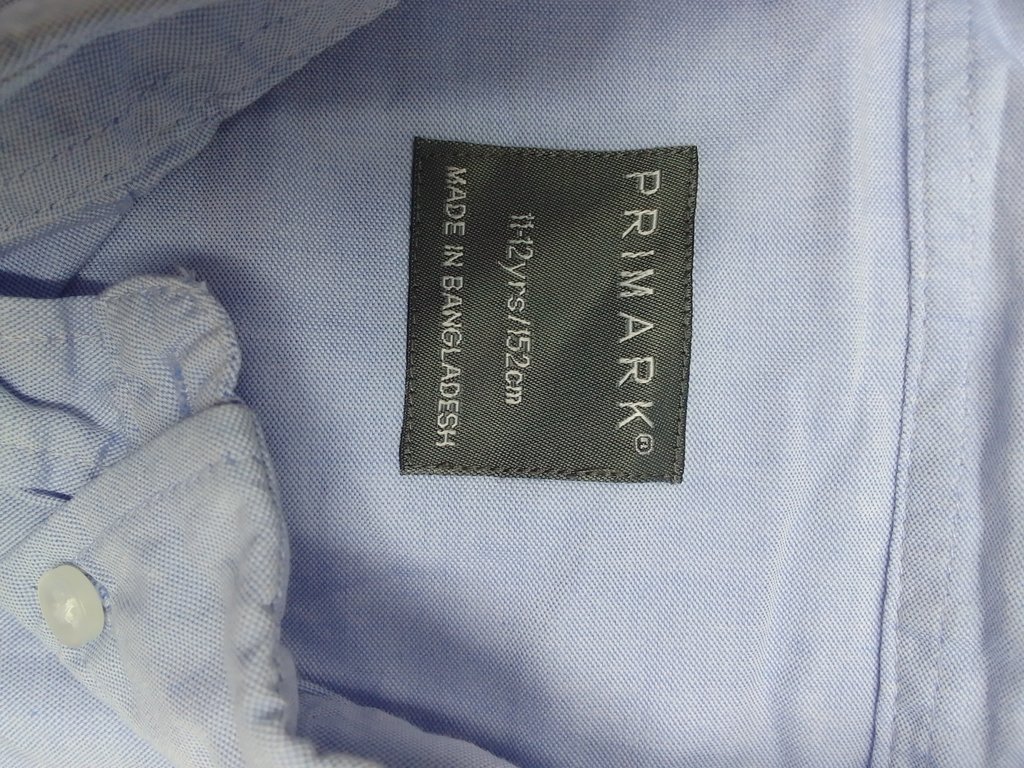 PRIMARK®
11-12yrs/152cm
MADE IN BANGLADESH